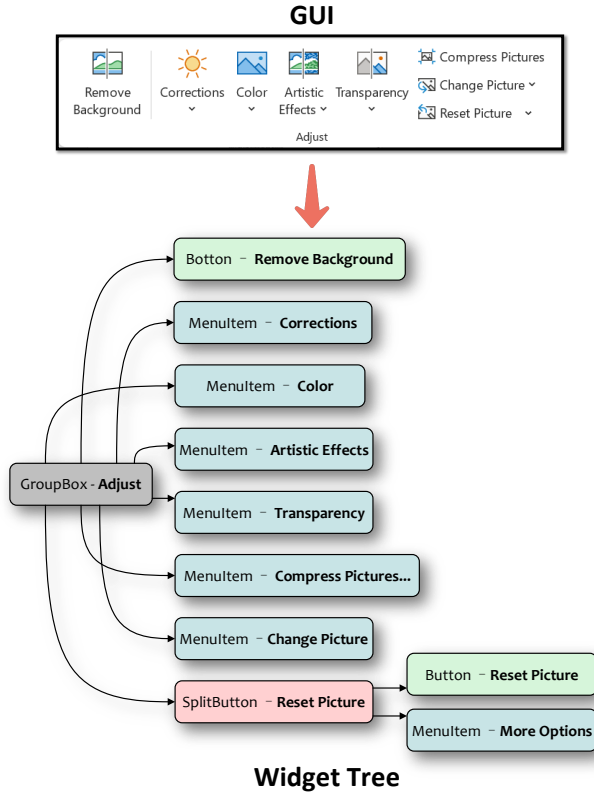 GUI
Remove
Background
Corrections
Color
Artistic
Effects
Transparency
Compress Pictures
Change Picture
Reset Picture
Adjust
Botton - Remove Background
MenuItem - Corrections
MenuItem - Color
MenuItem - Artistic Effects
GroupBox - Adjust
MenuItem - Transparency
MenuItem - Compress Pictures...
MenuItem - Change Picture
SplitButton - Reset Picture
Button - Reset Picture
MenuItem - More Options
Widget Tree